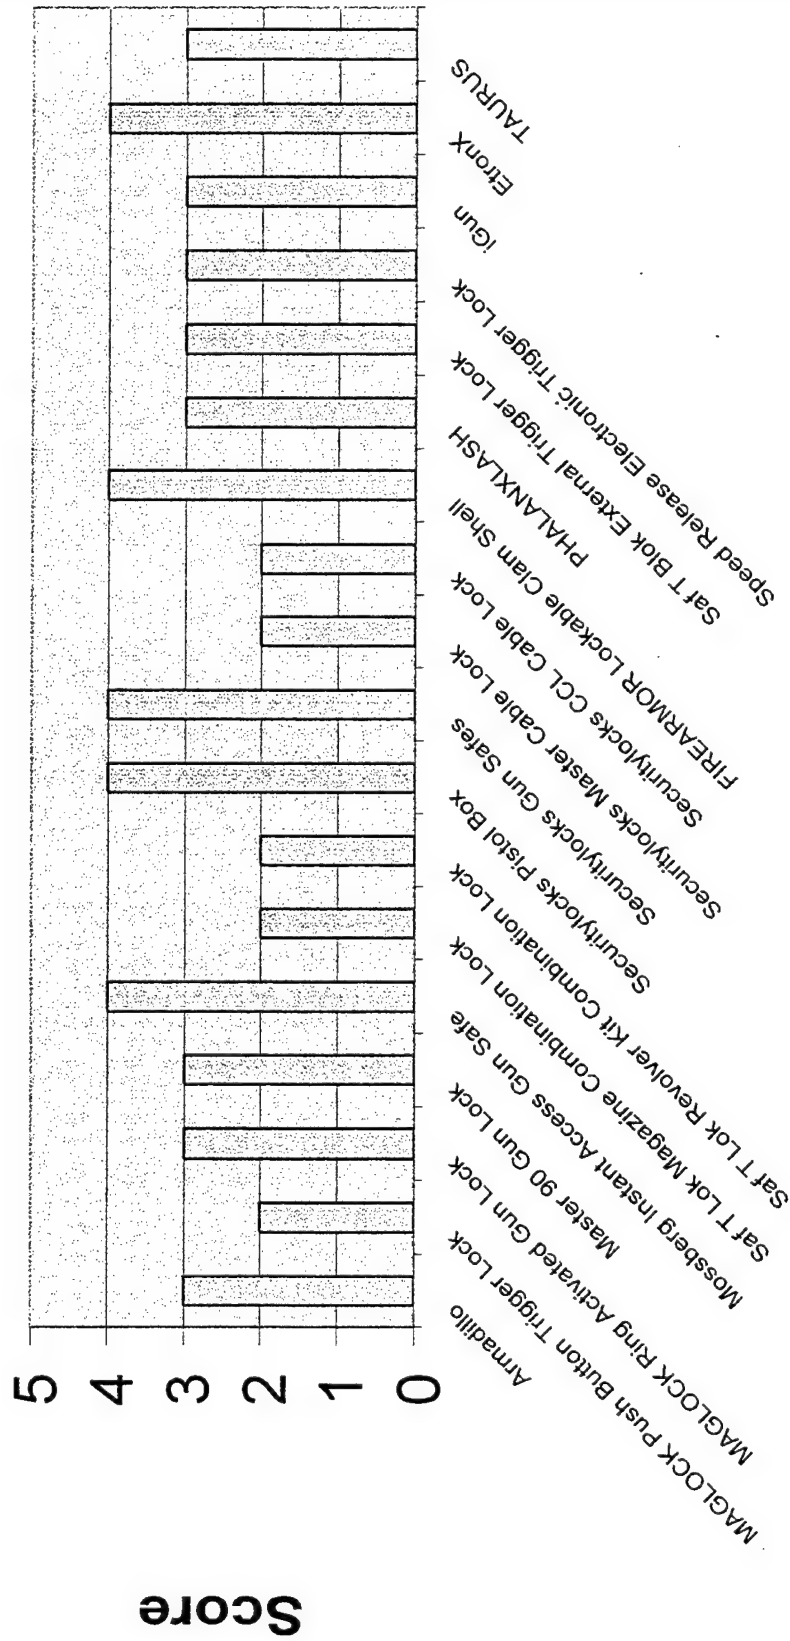 Score
5
4
3
2
1
0
Armadillo
MAGLOCK Push Button Trigger Lock
MAGLOCK Ring Activated Gun Lock
Master 90 Gun Lock
Mossberg Instant Access Gun Safe
Saf T Lok Magazine Combination Lock
Saf T Lok Revolver Kit Combination Lock
Securitylocks Pistol Box
Securitylocks Gun Safes
Securitylocks Master Cable Lock
Securitylocks CCL Cable Lock
FIREARMOR Lockable Clam Shell
PHALANXLASH
Saf T Blok External Trigger Lock
Speed Release Electronic Trigger Lock
iGun
EtronX
TAURUS